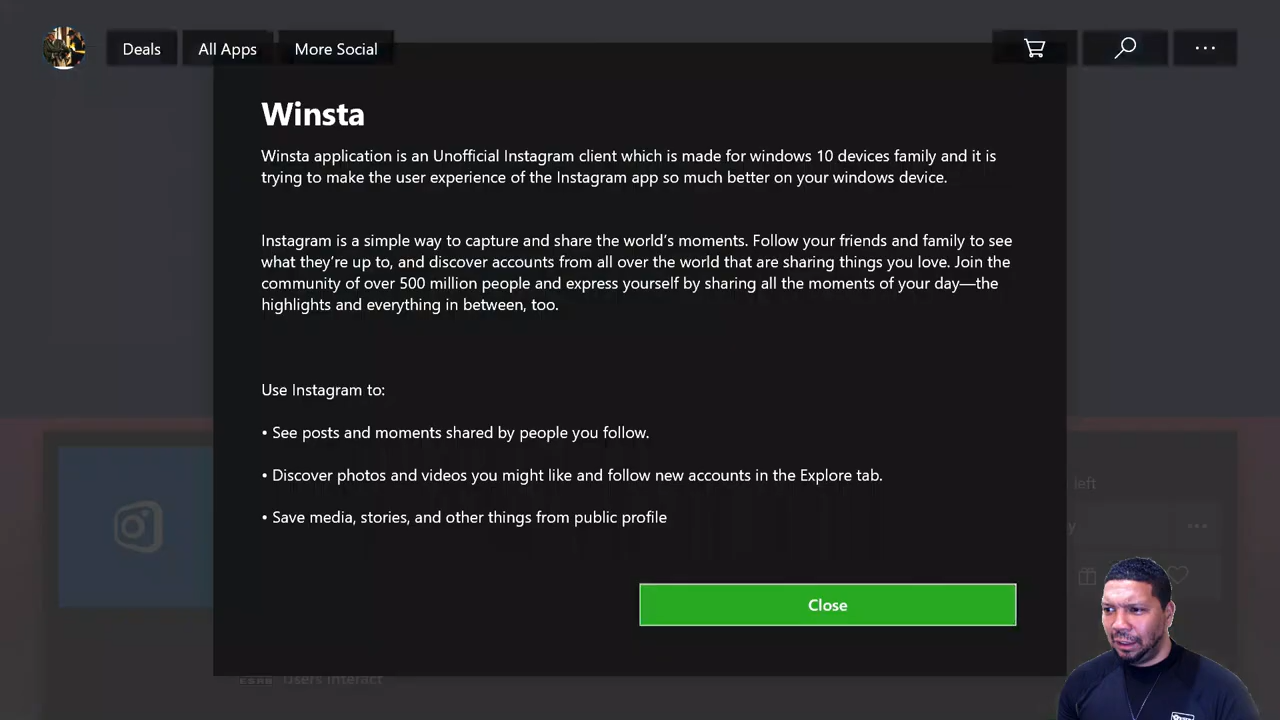 Deals
All Apps
More Social
Winsta
Winsta application is an Unofficial Instagram client which is made for windows 10 devices family and it is
trying to make the user experience of the Instagram app so much better on your windows device.
Instagram is a simple way to capture and share the world's moments. Follow your friends and family to see
what they're up to, and discover accounts from all over the world that are sharing things you love. Join the
community of over 500 million people and express yourself by sharing all the moments of your day—the
highlights and everything in between, too.
Use Instagram to:
• See posts and moments shared by people you follow.
• Discover photos and videos you might like and follow new accounts in the Explore tab.
left
• Save media, stories, and other things from public profile
Close
Users Interact